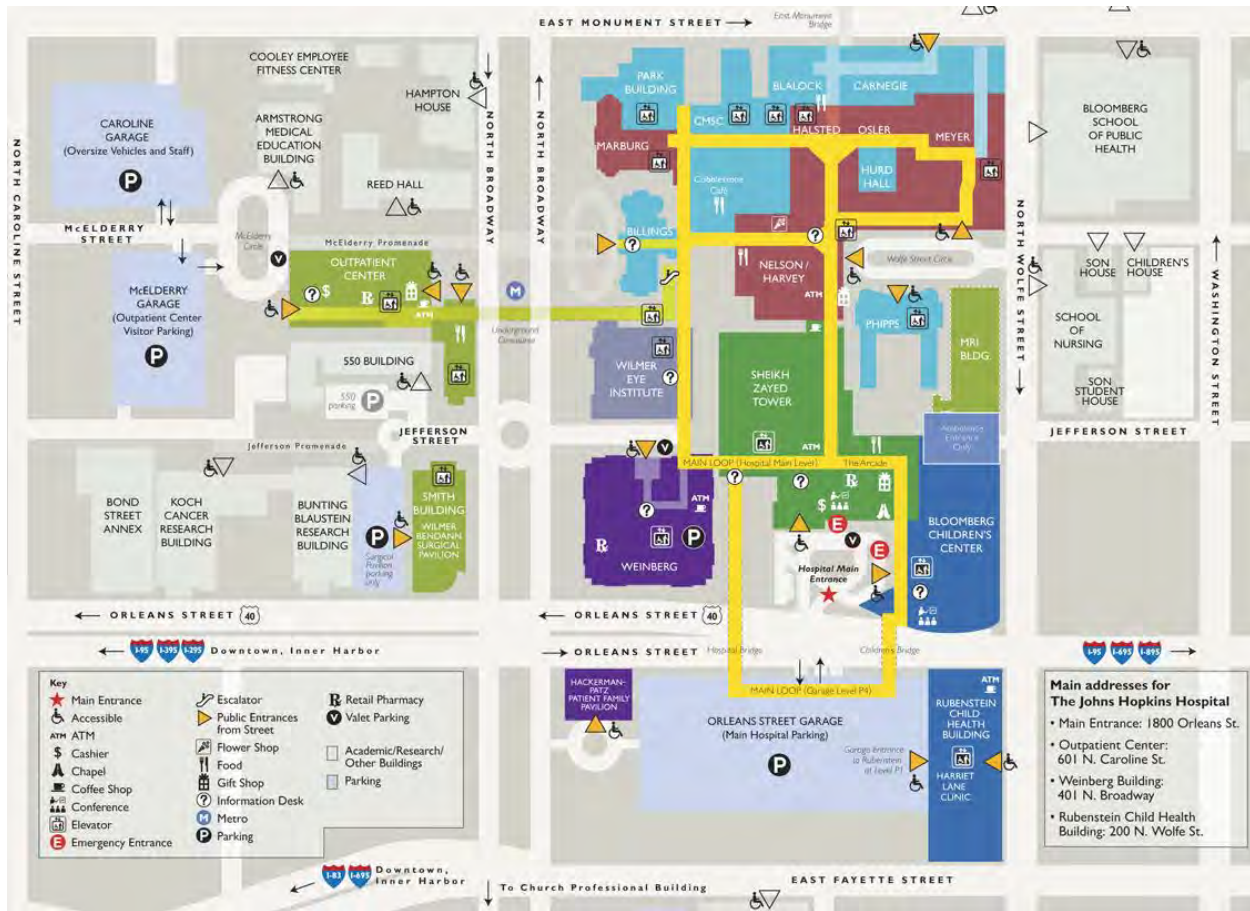 EAST MONUMENT STREET
East Monument
Bridge
COOLEY EMPLOYEE
FITNESS CENTER
HAMPTON
HOUSE
NORTH BROADWAY
NORTH BROADWAY
PARK
BUILDING
CMSC
BLALOCK
CARNEGIE
HALSTED
OSLER
MEYER
MARBURG
HURD
HALL
Cobblestone
Café
BLOOMBERG
SCHOOL
OF PUBLIC
HEALTH
NORTH CAROLINE STREET
CAROLINE
GARAGE
(Oversize Vehicles and Staff)
P
ARMSTRONG
MEDICAL
EDUCATION
BUILDING
REED HALL
McELDERRY
STREET
McElderry
Circle
McElderry Promenade
V
OUTPATIENT
CENTER
? $
R
ATM
McELDERRY
GARAGE
(Outpatient Center
Visitor Parking)
P
M
Underground
Concourse
BILLINGS
?
NELSON /
HARVEY
ATM
?
Wolfe Street Circle
NORTH WOLFE STREET
SON
HOUSE
CHILDREN'S
HOUSE
WASHINGTON STREET
SCHOOL
OF
NURSING
SON
STUDENT
HOUSE
PHIPPS
MRI
BLDG.
550 BUILDING
550
parking
P
WILMER
EYE
INSTITUTE
?
SHEIKH
ZAYED
TOWER
ATM
Ambulance
Entrance
Only
JEFFERSON
STREET
JEFFERSON STREET
Jefferson Promenade
BOND
STREET
ANNEX
KOCH
CANCER
RESEARCH
BUILDING
BUNTING
BLAUSTEIN
RESEARCH
BUILDING
P
Surgical
Pavilion
parking
only
SMITH
BUILDING
WILMER
BENDANN
SURGICAL
PAVILION
V
ATM
?
R
P
WEINBERG
MAIN LOOP (Hospital Main Level)
The Arcade
?
?
R
$
E
V
E
Hospital Main
Entrance
BLOOMBERG
CHILDREN'S
CENTER
?
ORLEANS STREET 40
ORLEANS STREET 40
I-95 I-395 I-295 Downtown, Inner Harbor
ORLEANS STREET
Hospital Bridge
Children's Bridge
I-95 I-695 I-895
HACKERMAN-
PATZ
PATIENT FAMILY
PAVILION
MAIN LOOP (Garage Level P4)
ORLEANS STREET GARAGE
(Main Hospital Parking)
P
Garage Entrance
to Rubenstein
at Level P1
ATM
RUBENSTEIN
CHILD
HEALTH
BUILDING
HARRIET
LANE
CLINIC
Key
Main Entrance
Accessible
ATM ATM
$ Cashier
Chapel
Coffee Shop
Conference
Elevator
E Emergency Entrance
Escalator
Public Entrances
from Street
Flower Shop
Food
Gift Shop
? Information Desk
M Metro
P Parking
R Retail Pharmacy
V Valet Parking
Academic/Research/
Other Buildings
Parking
Main addresses for
The Johns Hopkins Hospital
• Main Entrance: 1800 Orleans St.
• Outpatient Center:
601 N. Caroline St.
• Weinberg Building:
401 N. Broadway
• Rubenstein Child Health
Building: 200 N. Wolfe St.
I-83 I-695 Downtown,
Inner Harbor
To Church Professional Building
EAST FAYETTE STREET